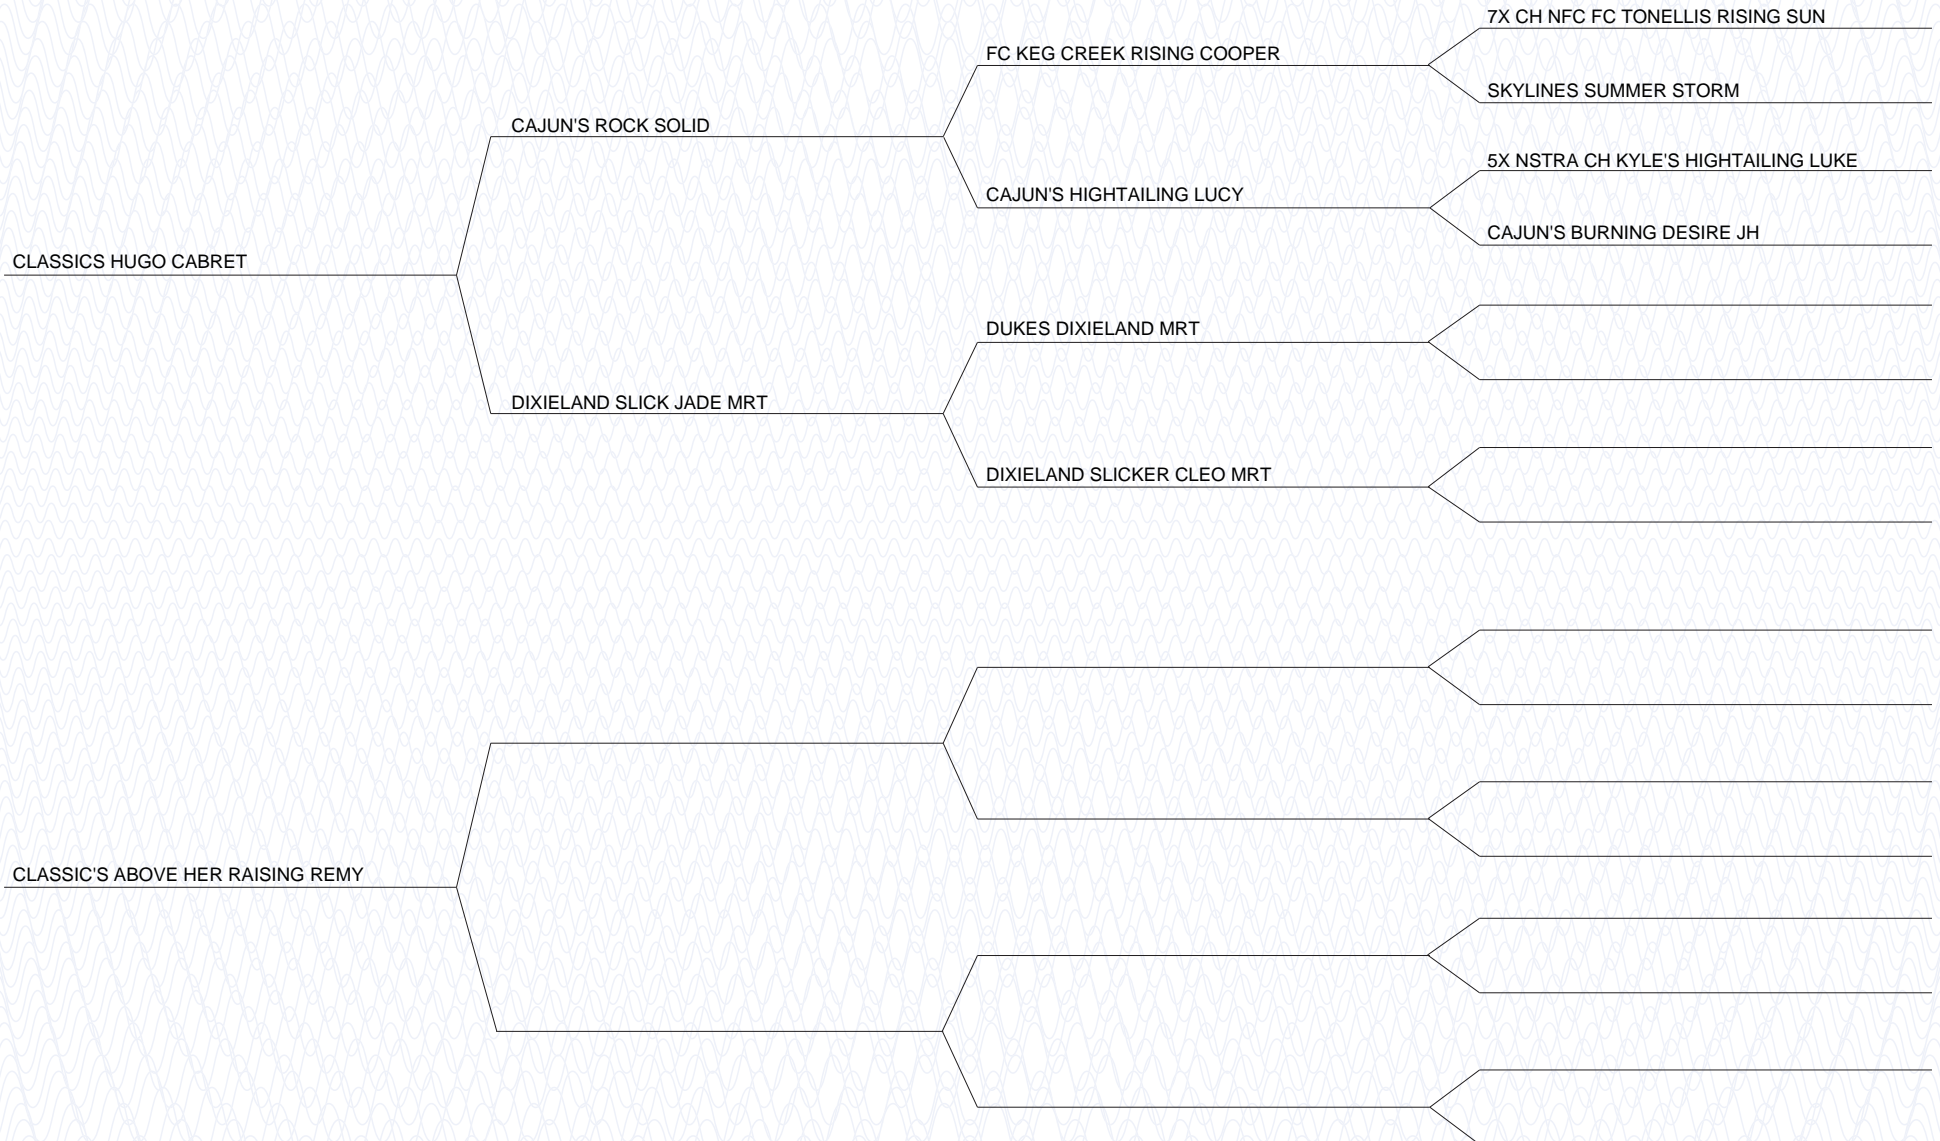 7X CH NFC FC TONELLIS RISING SUN
FC KEG CREEK RISING COOPER
SKYLINES SUMMER STORM
CAJUN'S ROCK SOLID
5X NSTRA CH KYLE'S HIGHTAILING LUKE
CAJUN'S HIGHTAILING LUCY
CAJUN'S BURNING DESIRE JH
CLASSICS HUGO CABRET
DUKES DIXIELAND MRT
DIXIELAND SLICK JADE MRT
DIXIELAND SLICKER CLEO MRT
CLASSIC'S ABOVE HER RAISING REMY